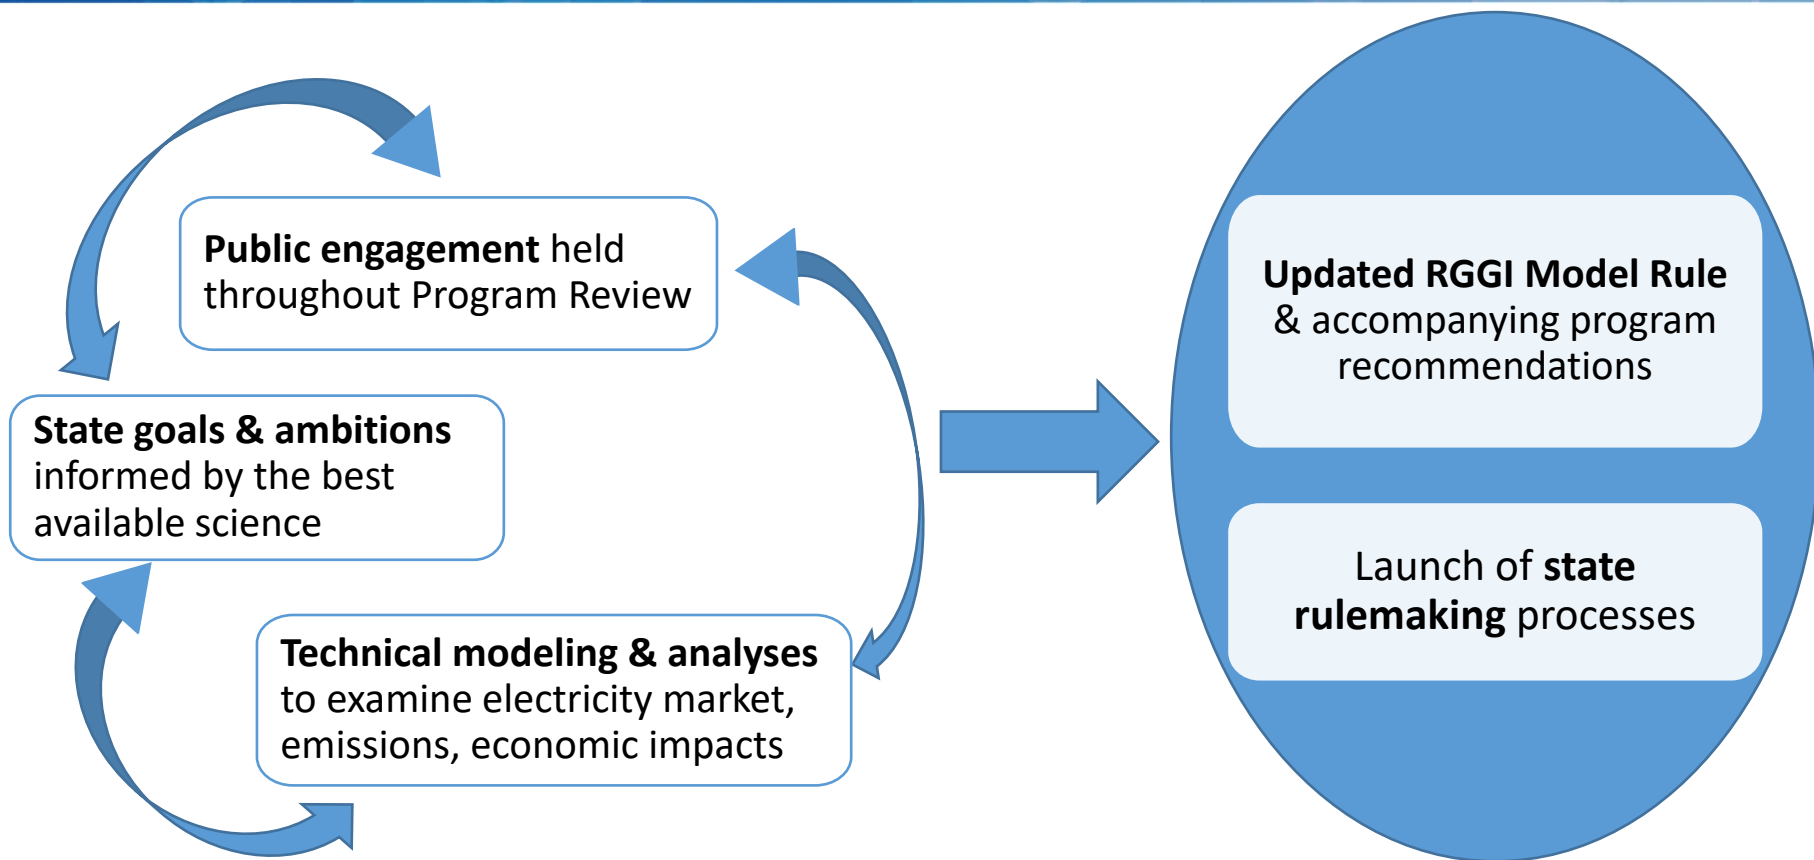 Public engagement held
throughout Program Review
State goals & ambitions
informed by the best
available science
Technical modeling & analyses
to examine electricity market,
emissions, economic impacts
Updated RGGI Model Rule
& accompanying program
recommendations
Launch of state
rulemaking processes